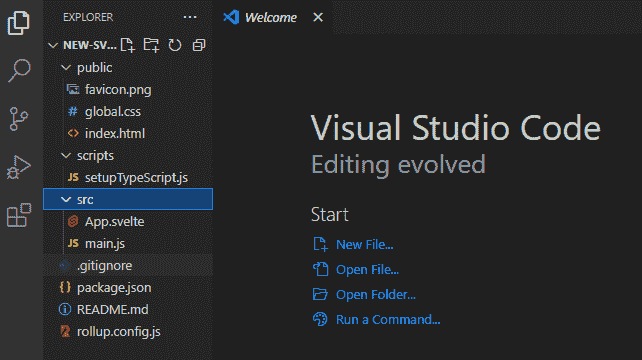 EXPLORER
Welcome
NEW-SV...
public
favicon.png
global.css
index.html
scripts
JS setupTypeScript.js
src
App.svelte
JS main.js
.gitignore
package.json
README.md
rollup.config.js
Visual Studio Code
Editing evolved
Start
New File...
Open File...
Open Folder...
Run a Command...